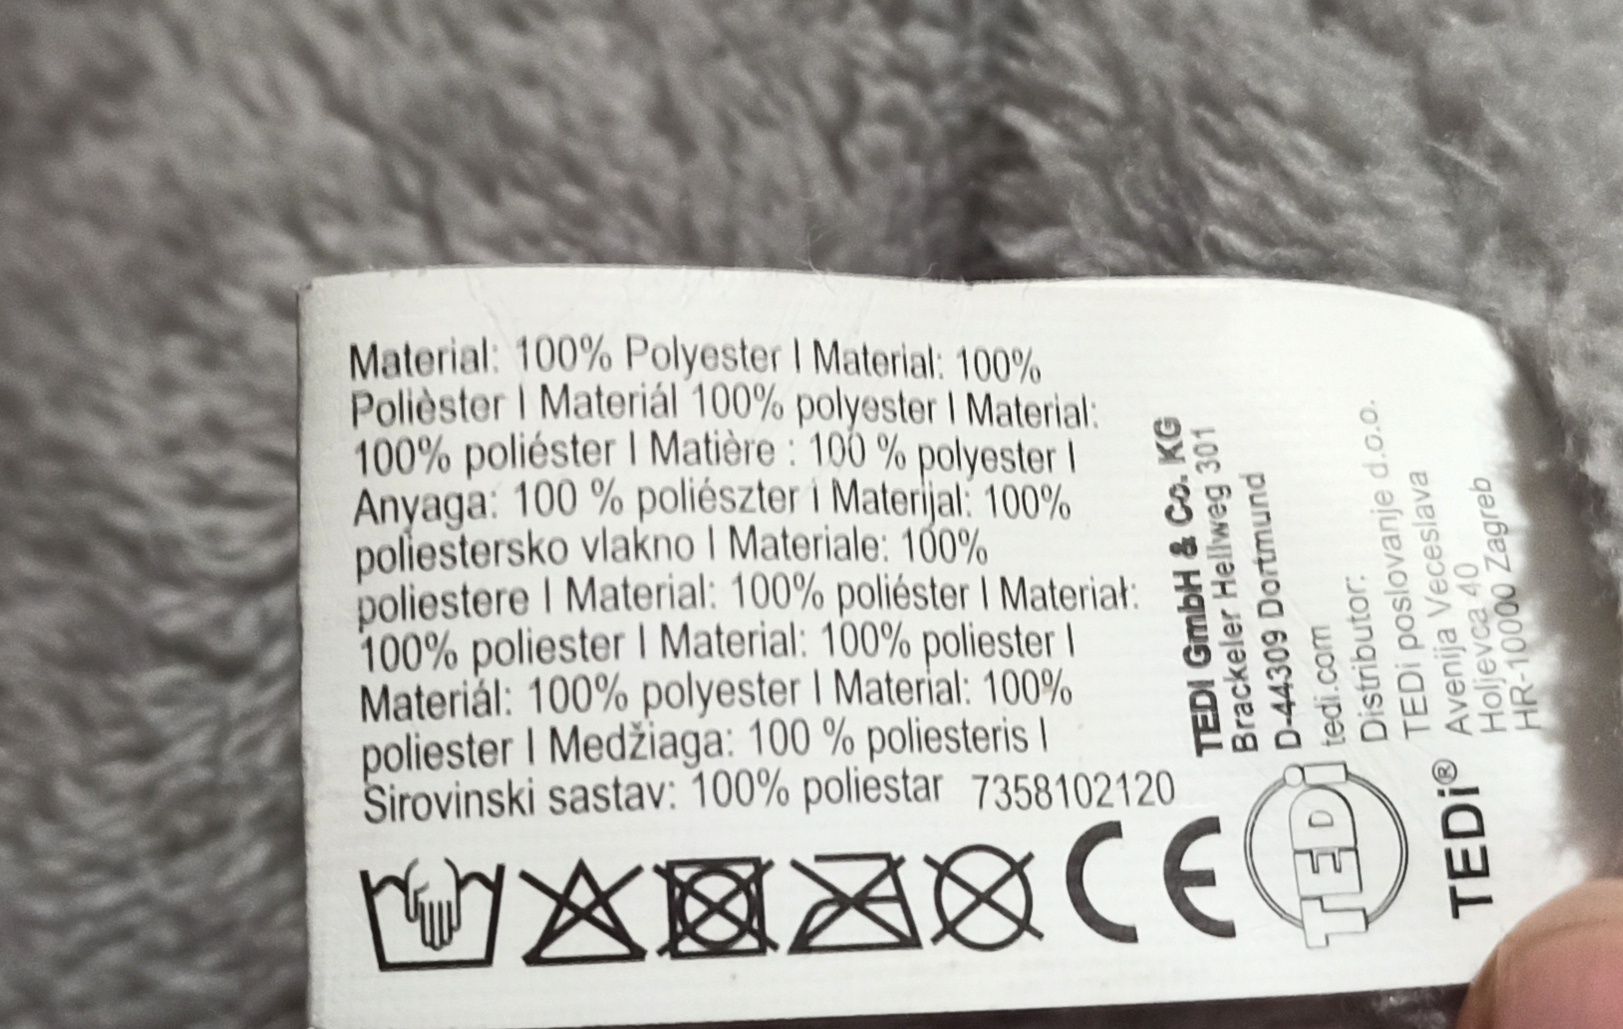 Material: 100% Polyester I Material: 100%
Polièster I Materiál 100% polyester I Material:
100% poliéster I Matière : 100 % polyester I
Anyaga: 100 % poliészter I Materijal: 100%
poliestersko vlakno I Materiale: 100%
poliestere I Material: 100% poliéster I Materiał:
100% poliester I Material: 100% poliester I
Materiál: 100% polyester I Material: 100%
poliester I Medžiaga: 100 % poliesteris I
Sirovinski sastav: 100% poliestar 7358102120
CE
TEDI GmbH & Co. KG
Brackeler Hellweg 301
D-44309 Dortmund
tedi.com
Distributor:
TEDi poslovanje d.o.o.
Avenija Veceslava
Holjevca 40
HR-10000 Zagreb
TEDi
TEDi®